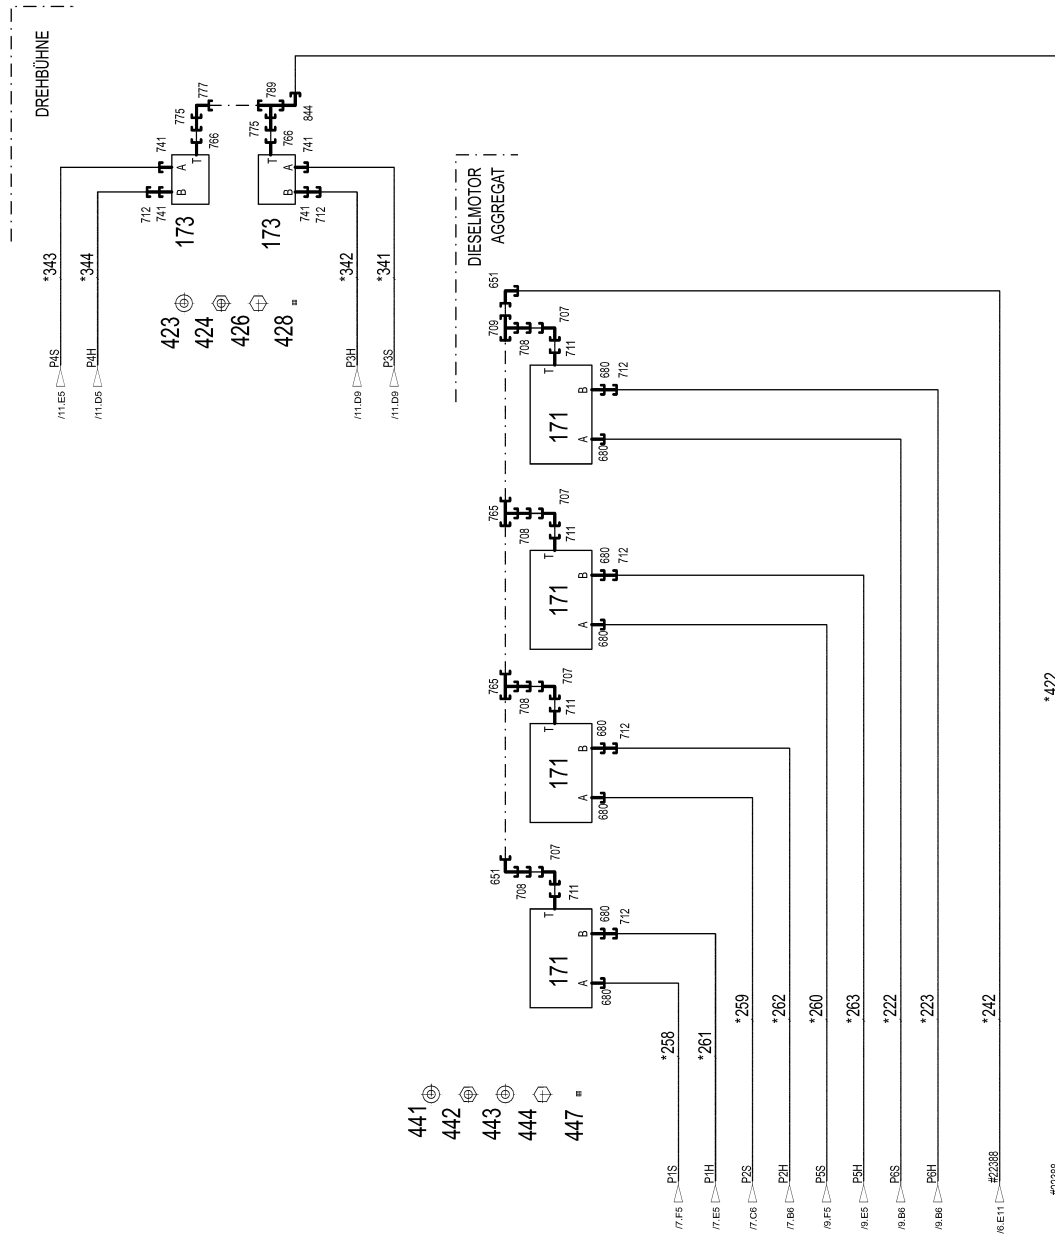 DREHBÜHNE
777
775
766
741
T
A
B
712
741
173
789
844
775
766
741
T
A
B
741
712
173
*343
*344
*342
*341
423
424
426
428
P4S
P4H
P3H
P3S
/11.E5
/11.D5
/11.D9
/11.D9
DIESELMOTOR
AGGREGAT
651
709
707
708
711
T
680
712
B
171
A
680
765
707
708
711
T
680
712
B
171
A
680
765
707
708
711
T
680
712
B
171
A
680
651
707
708
711
T
680
712
B
171
A
680
*258
*261
*259
*262
*260
*263
*222
*223
*242
*422
441
442
443
444
447
P1S
P1H
P2S
P2H
P5S
P5H
P6S
P6H
#22388
/7.F5
/7.E5
/7.C6
/7.B6
/9.F5
/9.E5
/9.B6
/9.B6
/6.E11